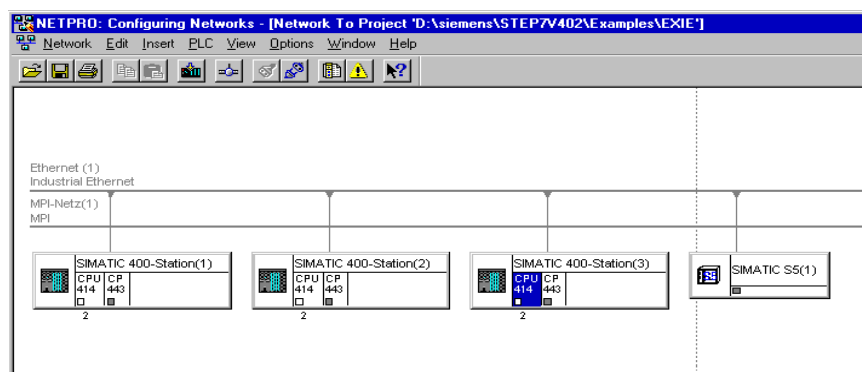 NETPRO: Configuring Networks - [Network To Project 'D:\siemens\STEP7V402\Examples\EXIE']
Network Edit Insert PLC View Options Window Help
Ethernet (1)
Industrial Ethernet
MPI-Netz(1)
MPI
SIMATIC 400-Station(1)
CPU CP
414 443
2
SIMATIC 400-Station(2)
CPU CP
414 443
2
SIMATIC 400-Station(3)
CPU CP
414 443
2
SIMATIC S5(1)